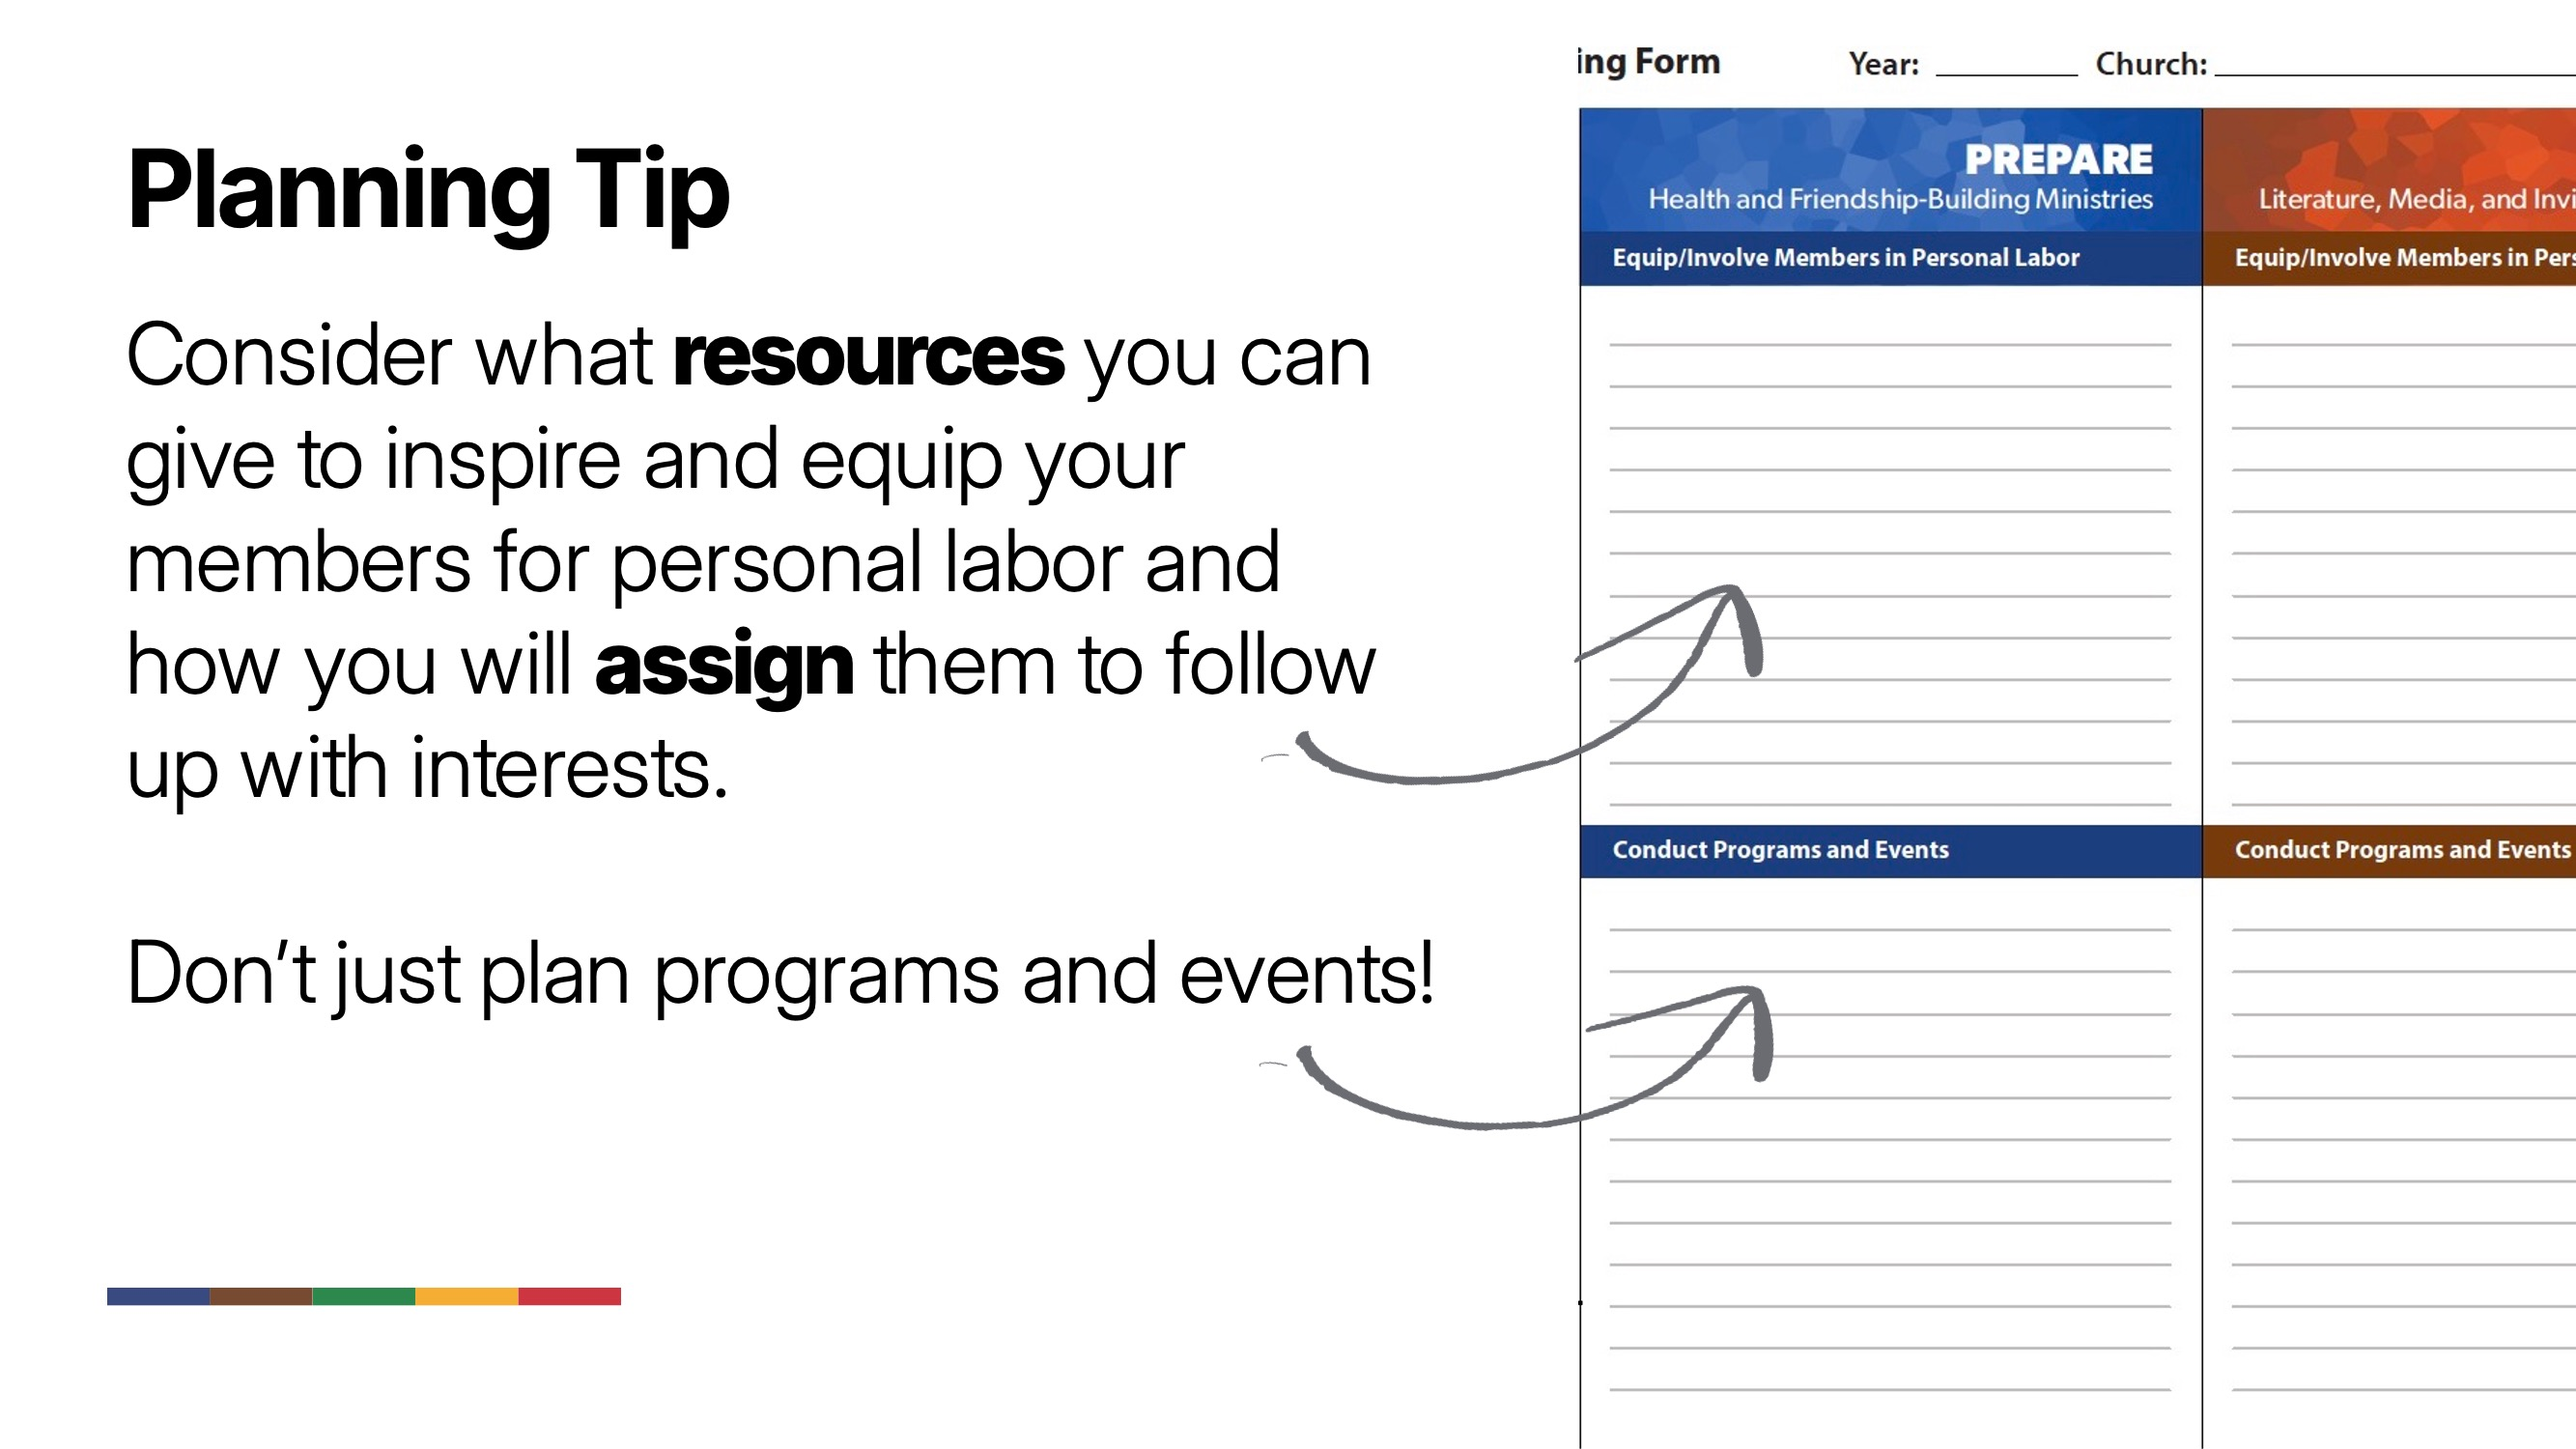 Planning Tip
Consider what resources you can
give to inspire and equip your
members for personal labor and
how you will assign them to follow
up with interests.
Don’t just plan programs and events!
ing Form Year: Church:
PREPARE
Health and Friendship-Building Ministries
Equip/Involve Members in Personal Labor
Conduct Programs and Events
Literature, Media, and Invi
Equip/Involve Members in Pers
Conduct Programs and Events